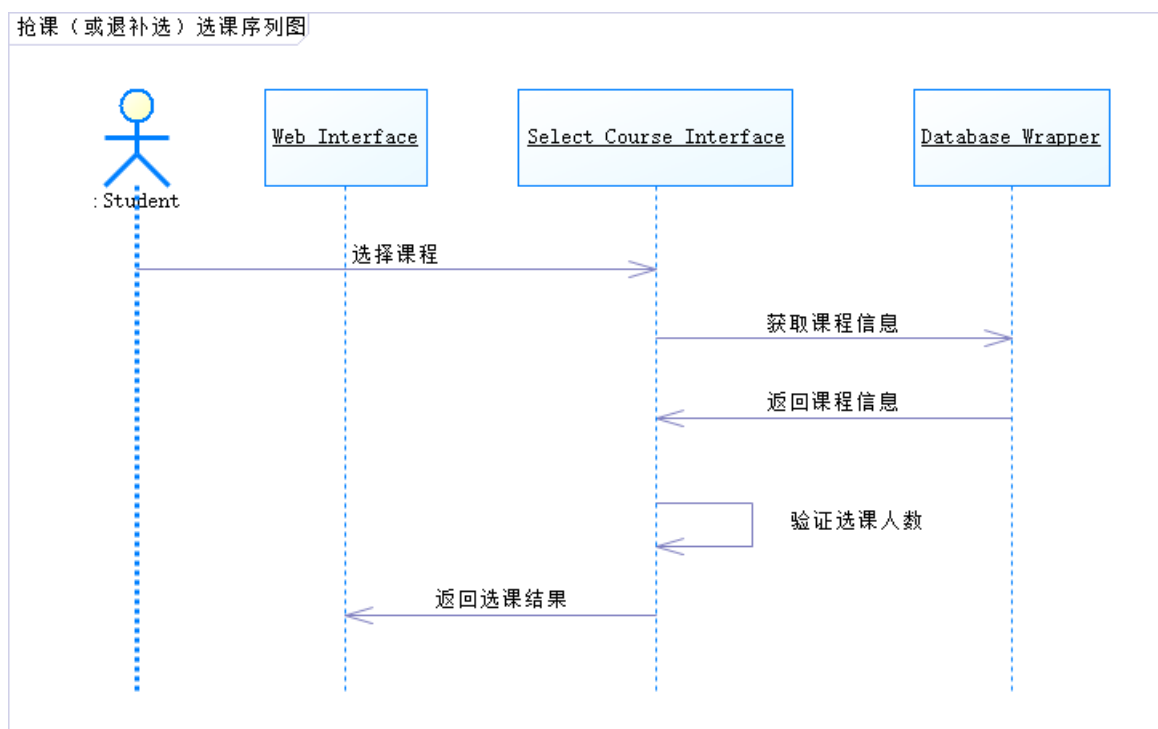 抢课（或退补选）选课序列图
Web Interface
Select Course Interface
Database Wrapper
:Student
选择课程
获取课程信息
返回课程信息
验证选课人数
返回选课结果